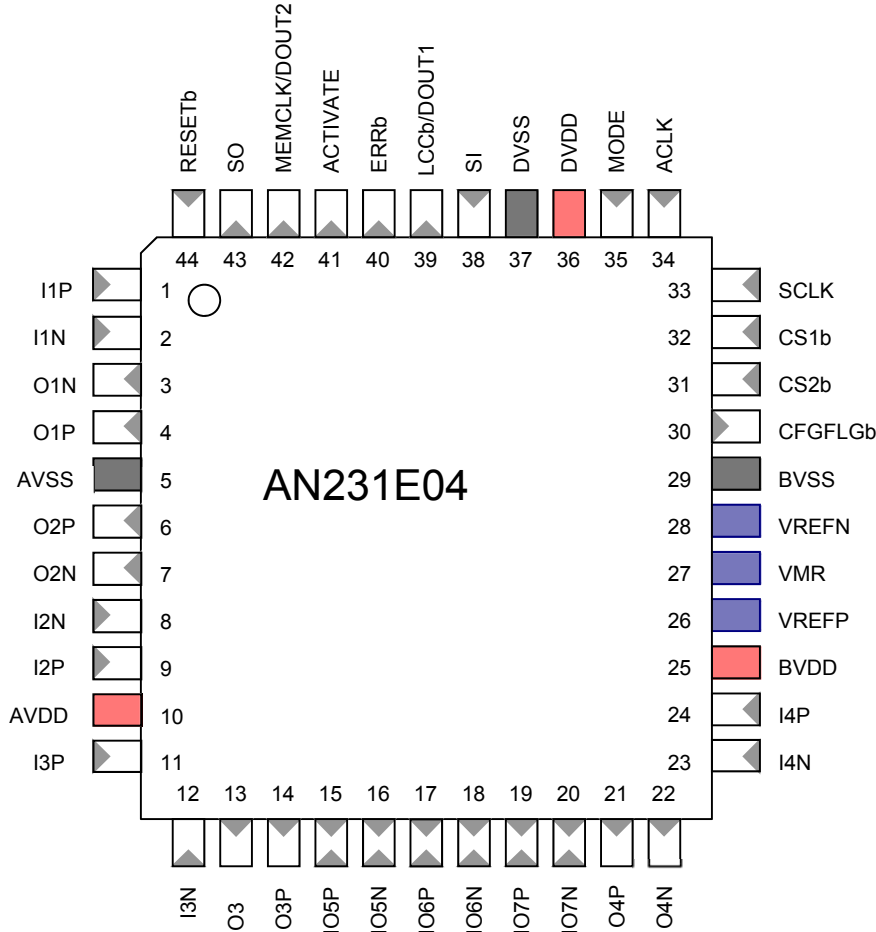 RESETb
SO
MEMCLK/DOUT2
ACTIVATE
ERRb
LCCb/DOUT1
SI
DVSS
DVDD
MODE
ACLK
44 43 42 41 40 39 38 37 36 35 34
I1P 1
I1N 2
O1N 3
O1P 4
AVSS 5
O2P 6
O2N 7
I2N 8
I2P 9
AVDD 10
I3P 11
AN231E04
33 SCLK
32 CS1b
31 CS2b
30 CFGFLGb
29 BVSS
28 VREFN
27 VMR
26 VREFP
25 BVDD
24 I4P
23 I4N
12 13 14 15 16 17 18 19 20 21 22
I3N
O3
O3P
IO5P
IO5N
IO6P
IO6N
IO7P
IO7N
O4P
O4N